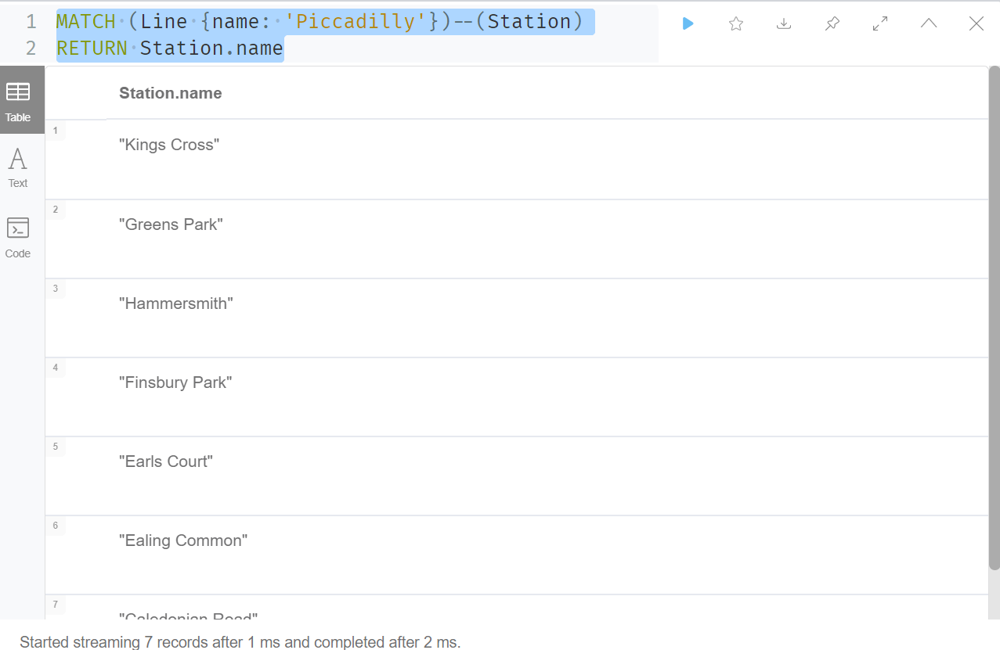 1 MATCH (Line {name: 'Piccadilly'})--(Station)
2 RETURN Station.name
Table
Text
Code
Station.name
1
"Kings Cross"
2
"Greens Park"
3
"Hammersmith"
4
"Finsbury Park"
5
"Earls Court"
6
"Ealing Common"
7
"Caledonian Road"
Started streaming 7 records after 1 ms and completed after 2 ms.